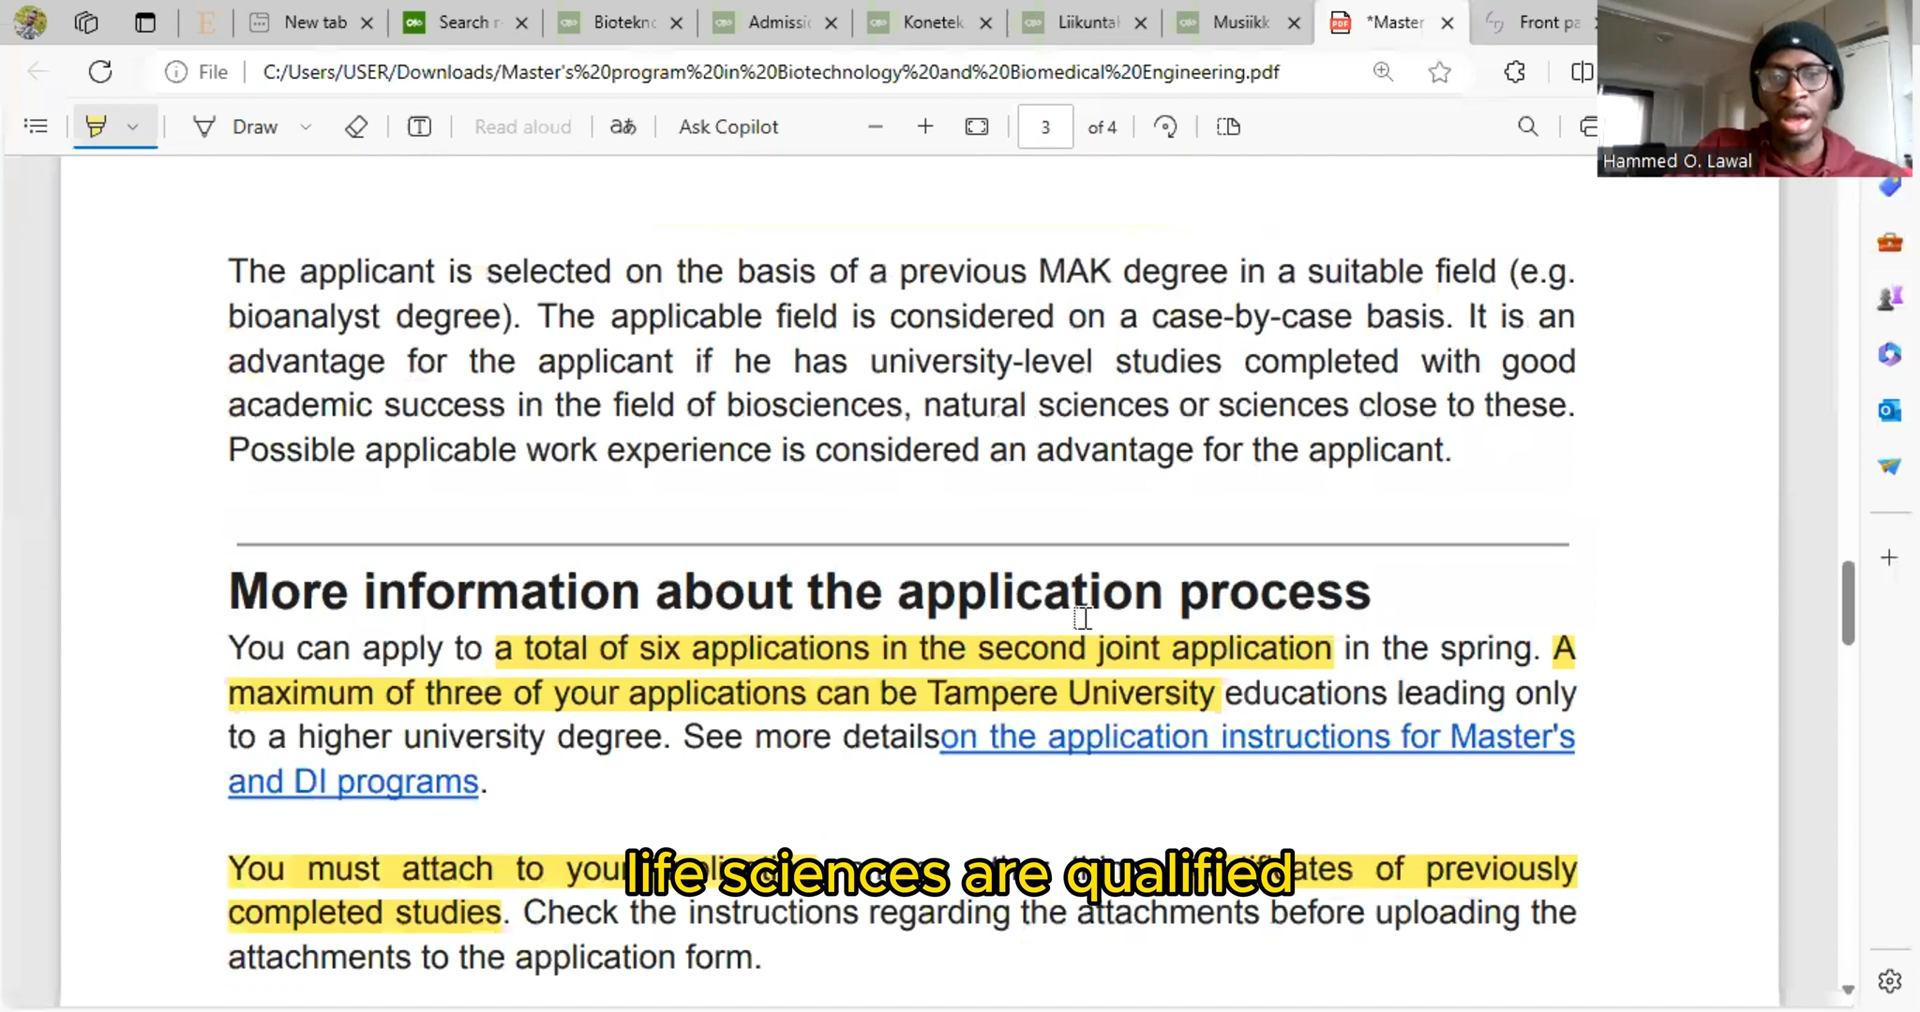 New tab
Search r
Biotekno
Admissi
Konetek
Liikuntal
Musiikk
*Master
Front pa
File
C:/Users/USER/Downloads/Master's%20program%20in%20Biotechnology%20and%20Biomedical%20Engineering.pdf
Draw
Read aloud
Ask Copilot
3
of 4
Hammed O. Lawal
The applicant is selected on the basis of a previous MAK degree in a suitable field (e.g.
bioanalyst degree). The applicable field is considered on a case-by-case basis. It is an
advantage for the applicant if he has university-level studies completed with good
academic success in the field of biosciences, natural sciences or sciences close to these.
Possible applicable work experience is considered an advantage for the applicant.
More information about the application process
You can apply to a total of six applications in the second joint application in the spring. A
maximum of three of your applications can be Tampere University educations leading only
to a higher university degree. See more detailson the application instructions for Master's
and DI programs.
You must attach to your of previously
life sciences are qualified
completed studies. Check the instructions regarding the attachments before uploading the
attachments to the application form.